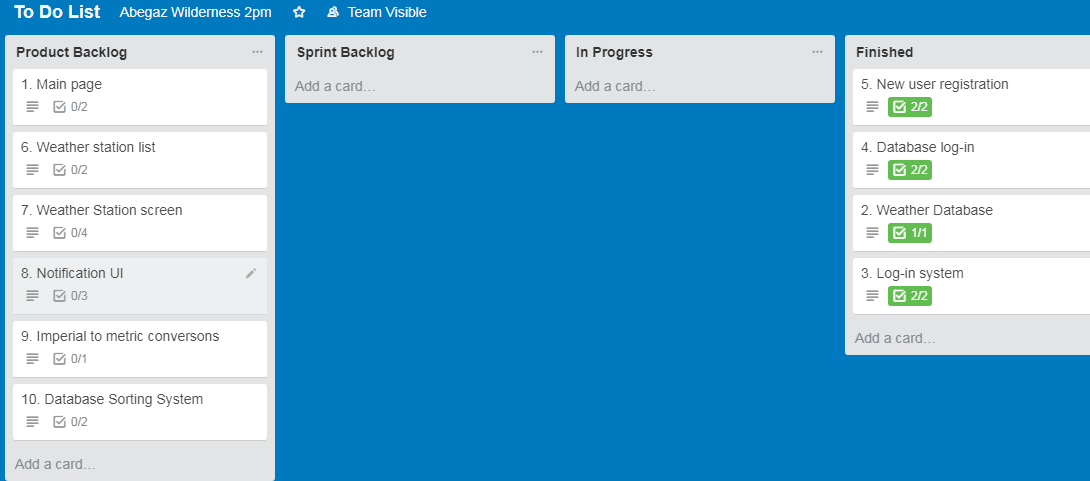 To Do List Abegaz Wilderness 2pm Team Visible
Product Backlog
1. Main page
0/2
6. Weather station list
0/2
7. Weather Station screen
0/4
8. Notification UI
0/3
9. Imperial to metric conversons
0/1
10. Database Sorting System
0/2
Add a card...
Sprint Backlog
Add a card...
In Progress
Add a card...
Finished
5. New user registration
2/2
4. Database log-in
2/2
2. Weather Database
1/1
3. Log-in system
2/2
Add a card...